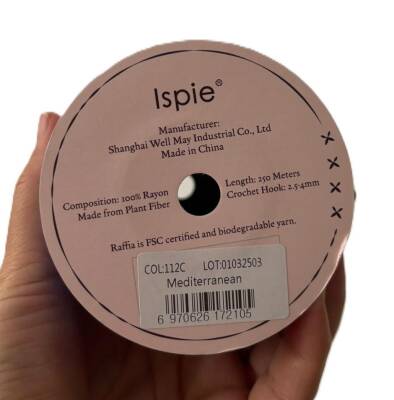 Ispie®
Manufacturer:
Shanghai Well May Industrial Co., Ltd
Made in China
Composition: 100% Rayon
Made from Plant Fiber
Length: 250 Meters
Crochet Hook: 2.5-4mm
Raffia is FSC certified and biodegradable yarn.
COL:112C LOT:01032503
Mediterranean
6 970626 172105